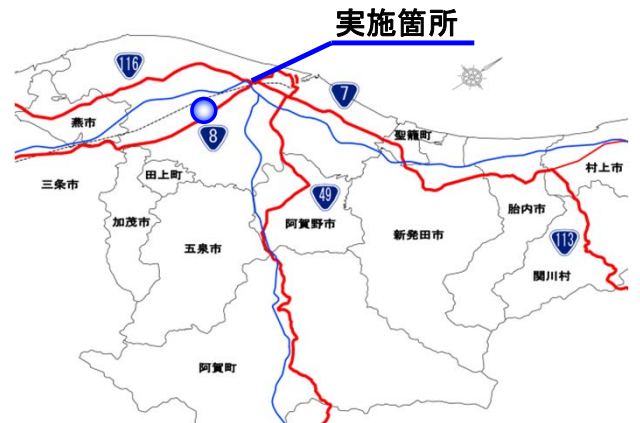 実施箇所
116
7
燕市
8
聖籠町
三条市
田上町
49
村上市
加茂市
阿賀野市
胎内市
五泉市
新発田市
113
関川村
阿賀町